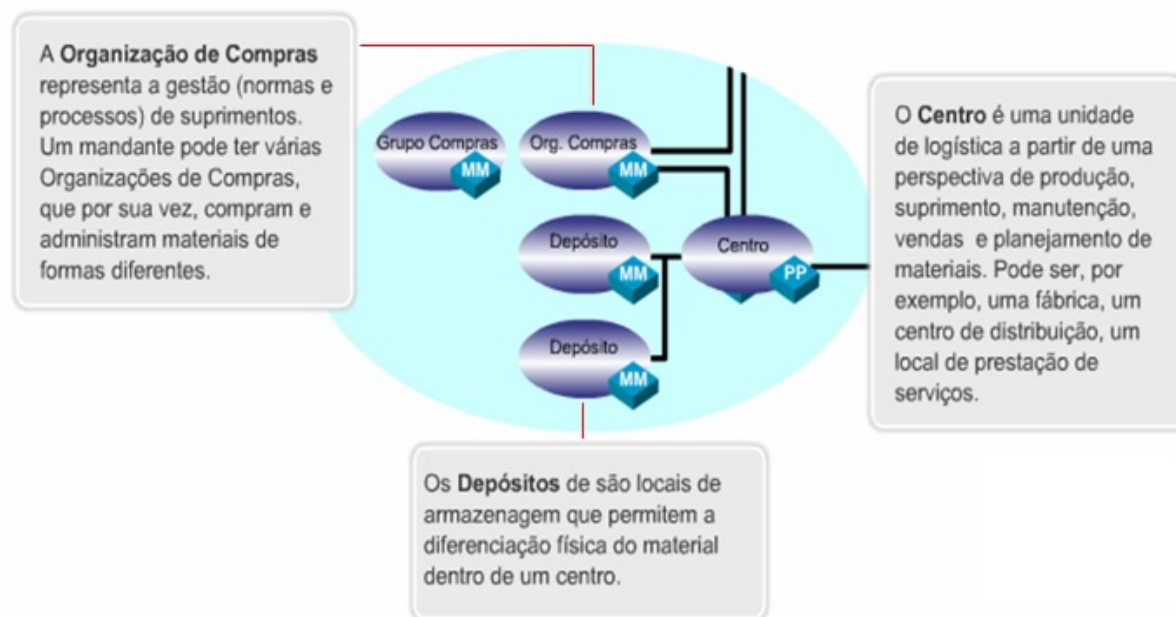 A Organização de Compras
representa a gestão (normas e
processos) de suprimentos.
Um mandante pode ter várias
Organizações de Compras,
que por sua vez, compram e
administram materiais de
formas diferentes.
Grupo Compras
MM
Org. Compras
MM
Depósito
MM
Centro
PP
Depósito
MM
O Centro é uma unidade
de logística a partir de uma
perspectiva de produção,
suprimento, manutenção,
vendas e planejamento de
materiais. Pode ser, por
exemplo, uma fábrica, um
centro de distribuição, um
local de prestação de
serviços.
Os Depósitos de são locais de
armazenagem que permitem a
diferenciação física do material
dentro de um centro.